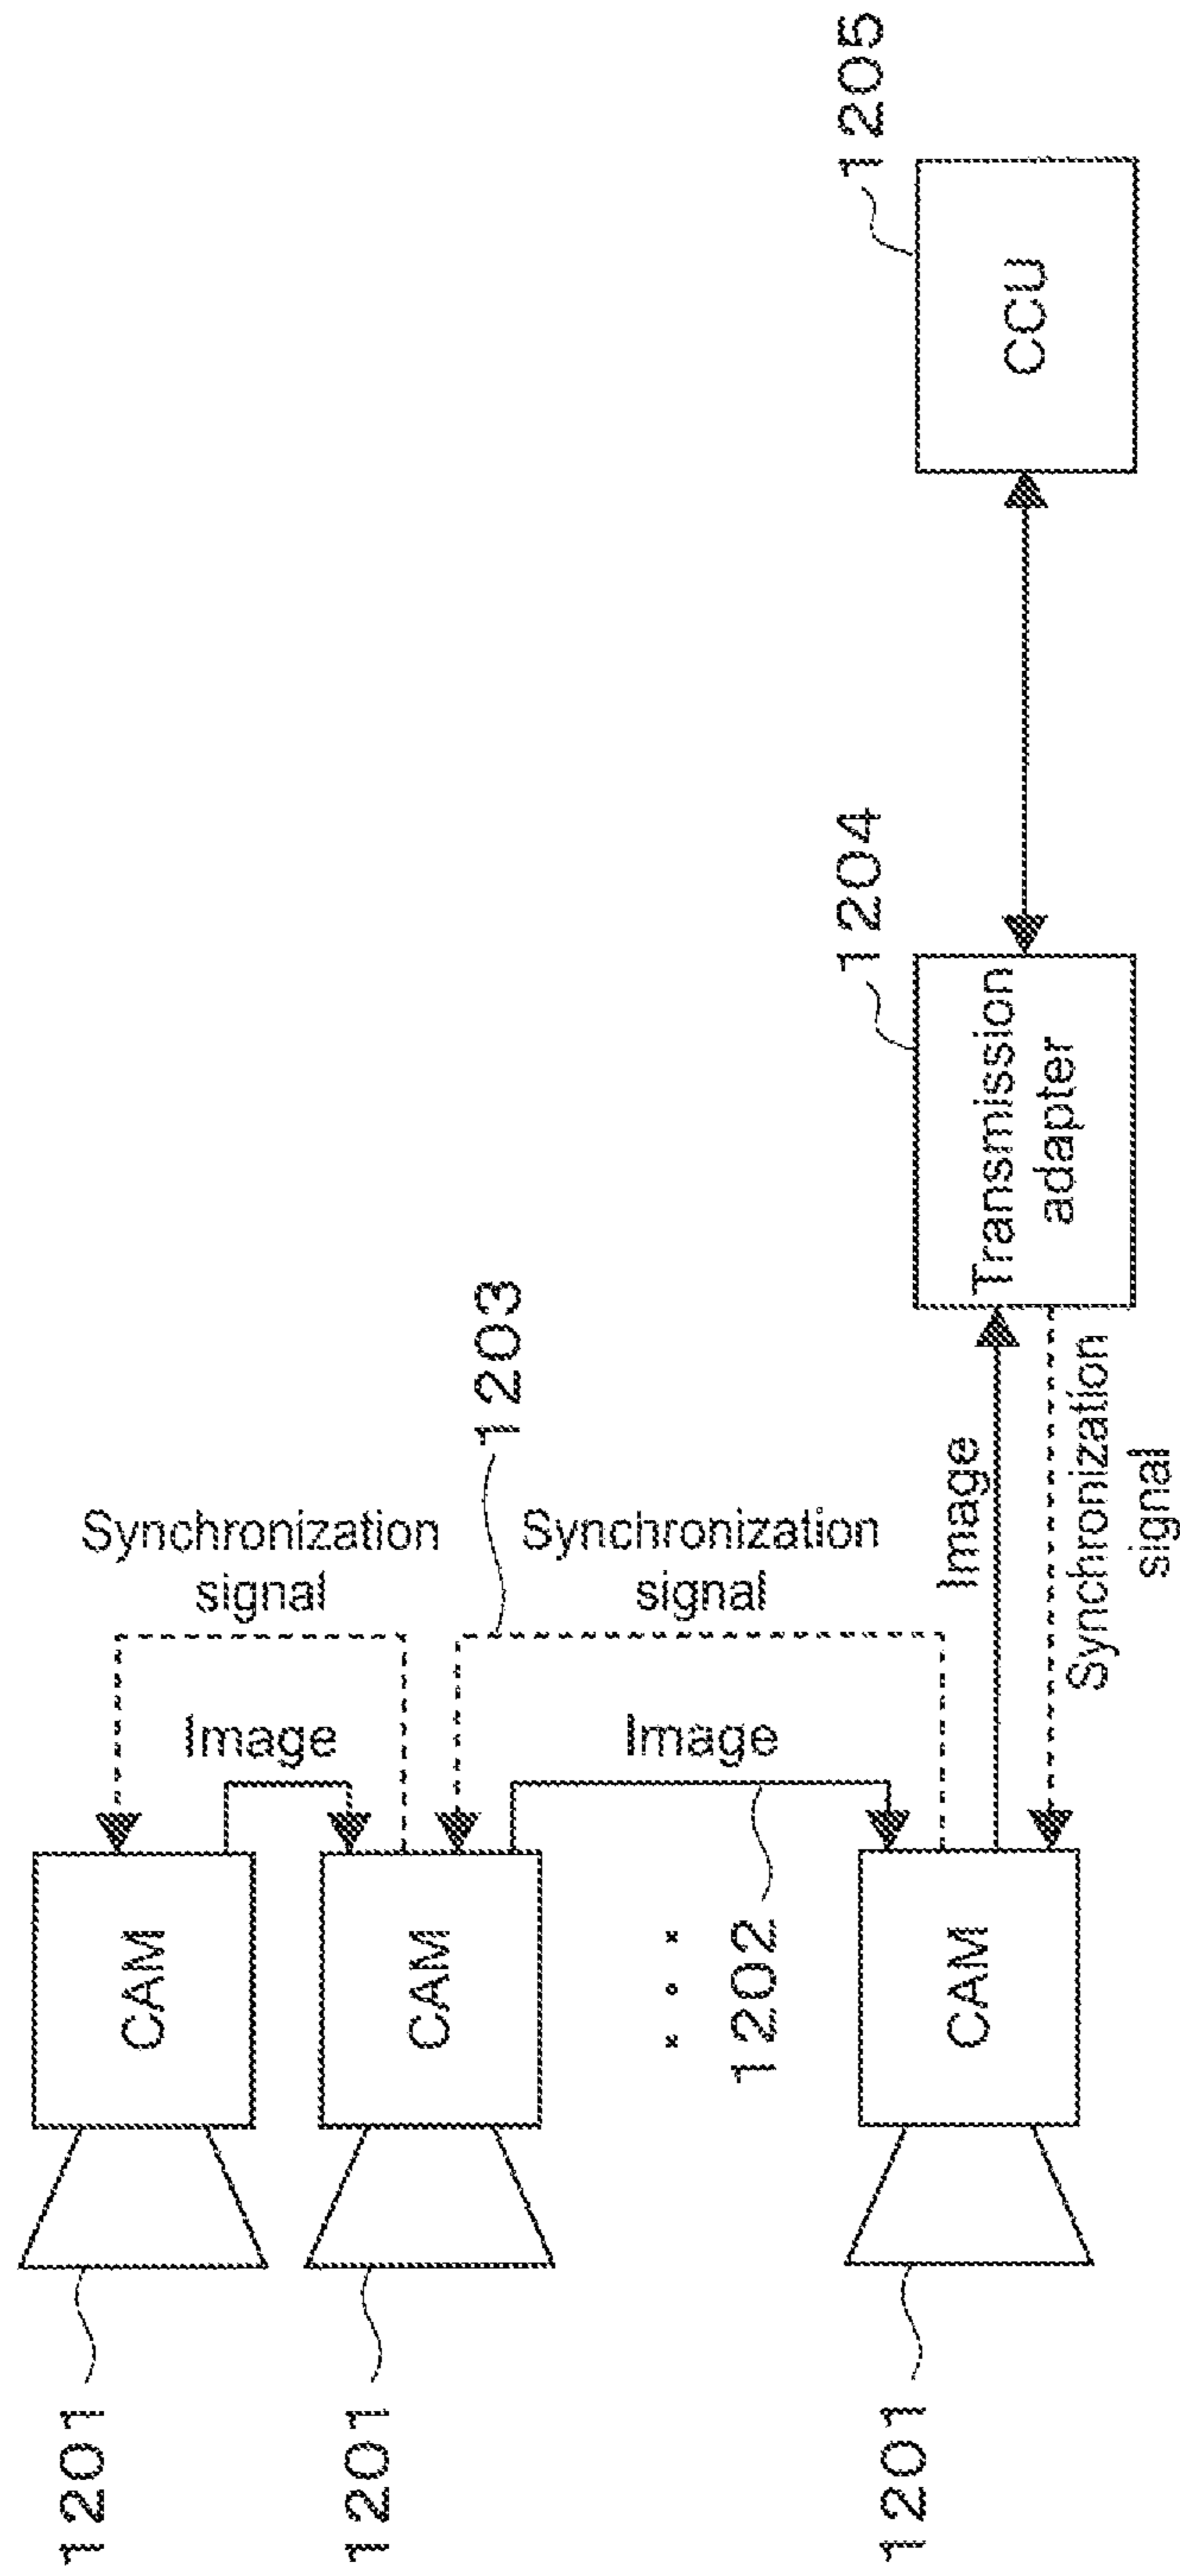 1205
CCU
1204
Transmission
adapter
1203
Synchronization
signal
Synchronization
signal
Image
Synchronization
signal
Image
Image
CAM
CAM
1202
CAM
1201
1201
1201